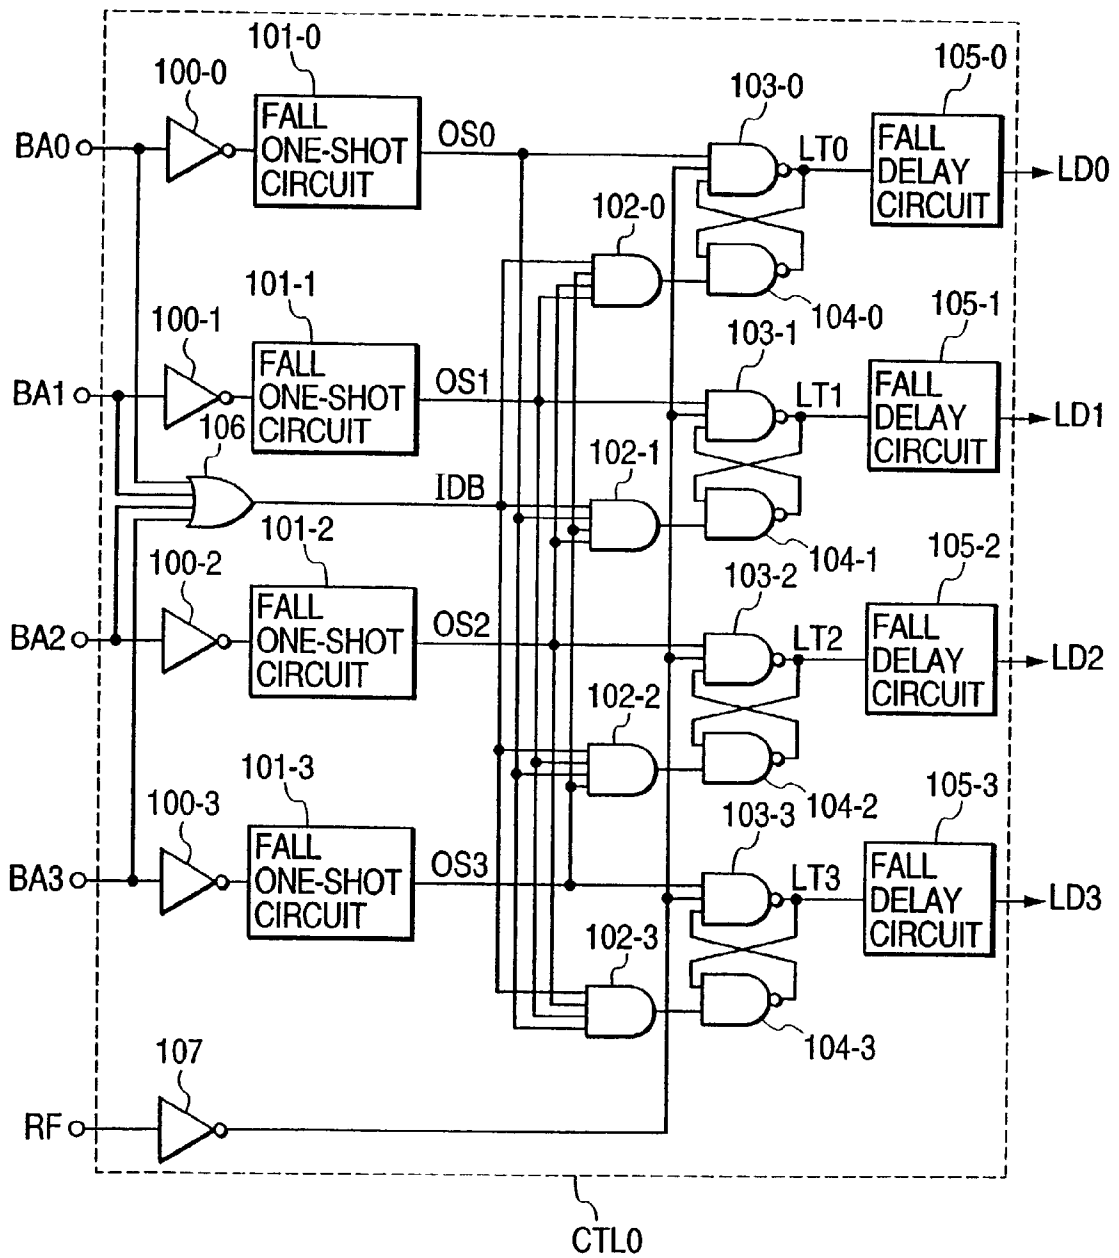 101-0
105-0
100-0
103-0
FALL
ONE-SHOT
CIRCUIT
BA0
OS0
LT0
FALL
DELAY
CIRCUIT
LD0
102-0
101-1
104-0
105-1
100-1
103-1
FALL
ONE-SHOT
CIRCUIT
BA1
OS1
LT1
FALL
DELAY
CIRCUIT
LD1
106
102-1
IDB
101-2
104-1
105-2
100-2
103-2
FALL
ONE-SHOT
CIRCUIT
BA2
OS2
LT2
FALL
DELAY
CIRCUIT
LD2
102-2
101-3
104-2
105-3
100-3
103-3
FALL
ONE-SHOT
CIRCUIT
BA3
OS3
LT3
FALL
DELAY
CIRCUIT
LD3
102-3
104-3
107
RF
CTL0